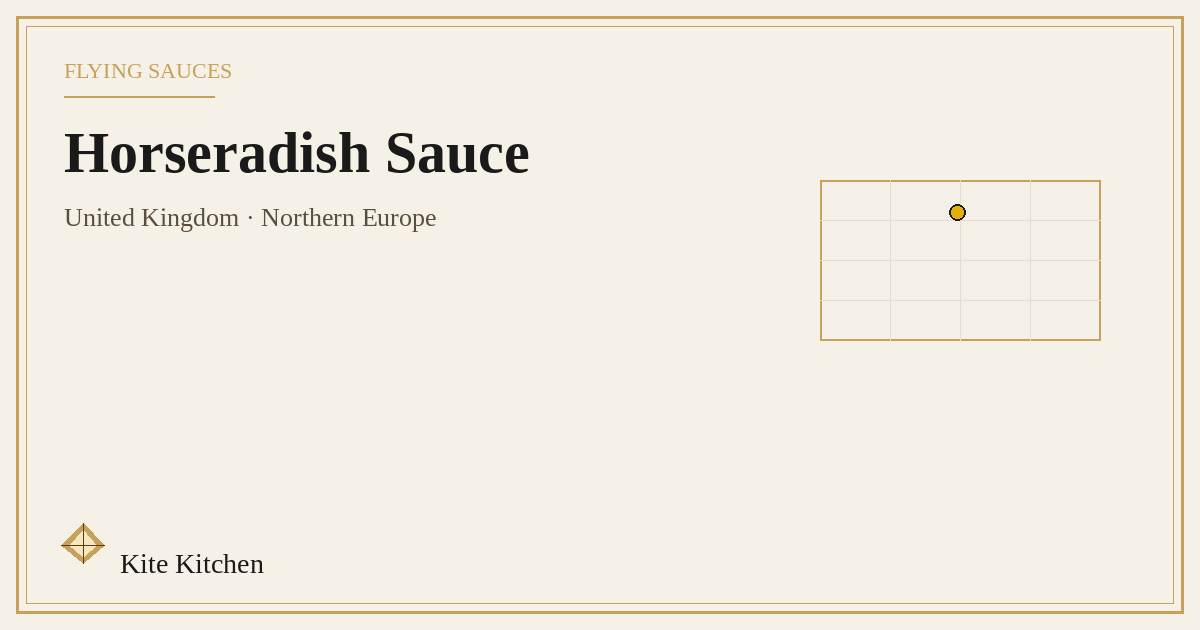 FLYING SAUCES
Horseradish Sauce
United Kingdom · Northern Europe
Kite Kitchen